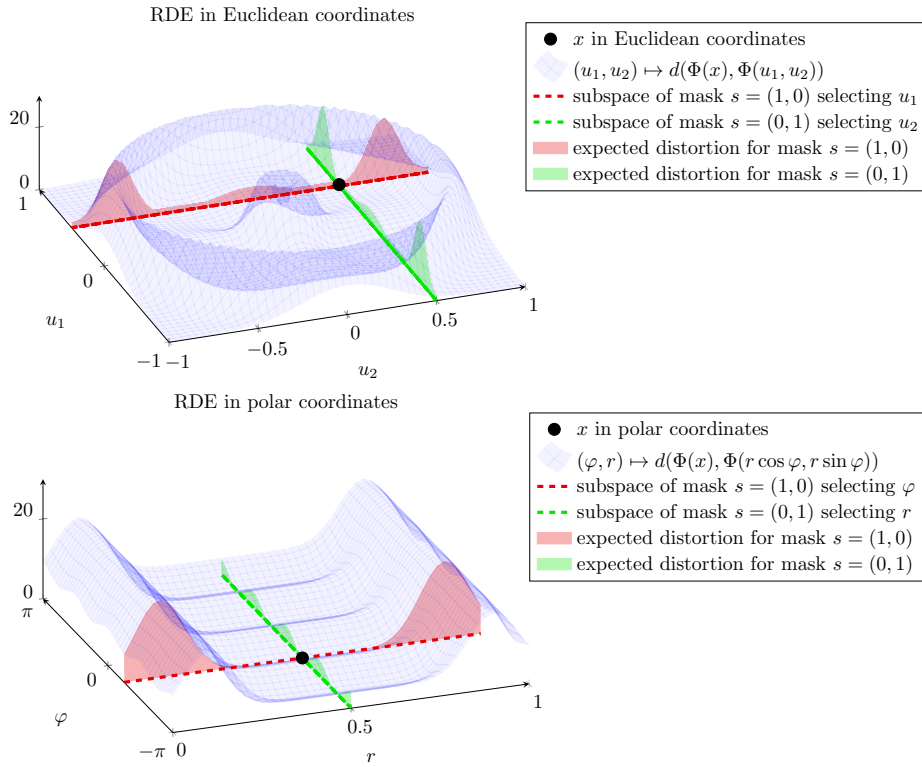 RDE in Euclidean coordinates
x in Euclidean coordinates
(u₁, u₂) ↦ d(Φ(x), Φ(u₁, u₂))
subspace of mask s = (1, 0) selecting u₁
subspace of mask s = (0, 1) selecting u₂
expected distortion for mask s = (1, 0)
expected distortion for mask s = (0, 1)
20
0
1
0
−1
u₁
−1
−0.5
0
0.5
1
u₂
RDE in polar coordinates
x in polar coordinates
(φ, r) ↦ d(Φ(x), Φ(r cos φ, r sin φ))
subspace of mask s = (1, 0) selecting φ
subspace of mask s = (0, 1) selecting r
expected distortion for mask s = (1, 0)
expected distortion for mask s = (0, 1)
20
0
π
0
−π
φ
0
0.5
1
r